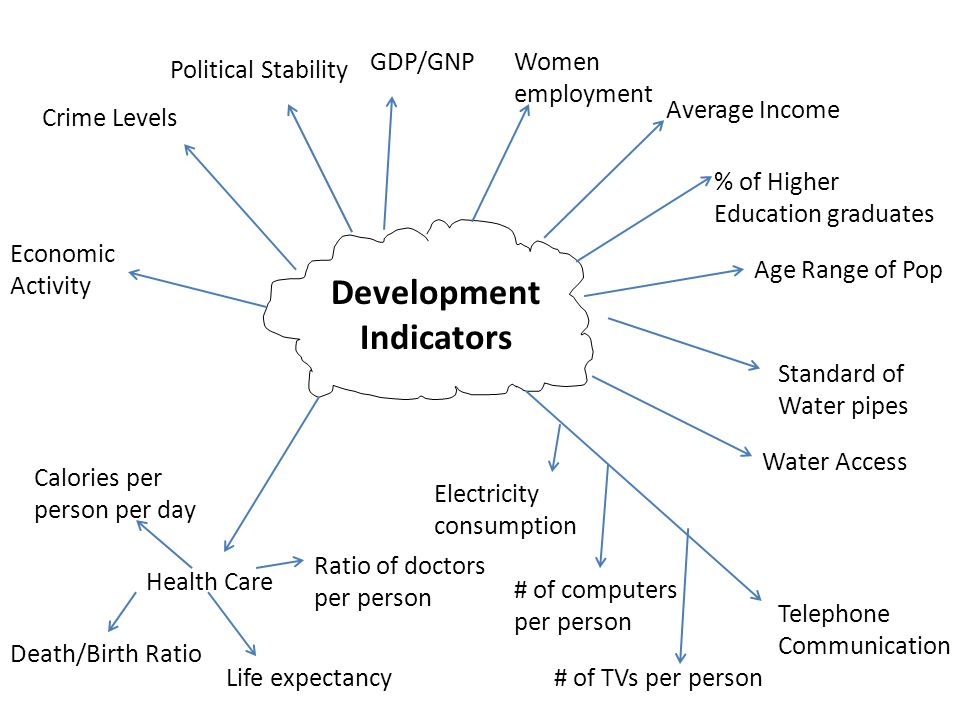 Political Stability
GDP/GNP
Women
employment
Crime Levels
Average Income
% of Higher
Education graduates
Economic
Activity
Age Range of Pop
Development
Indicators
Standard of
Water pipes
Water Access
Calories per
person per day
Electricity
consumption
Health Care
Ratio of doctors
per person
# of computers
per person
Telephone
Communication
Death/Birth Ratio
Life expectancy
# of TVs per person